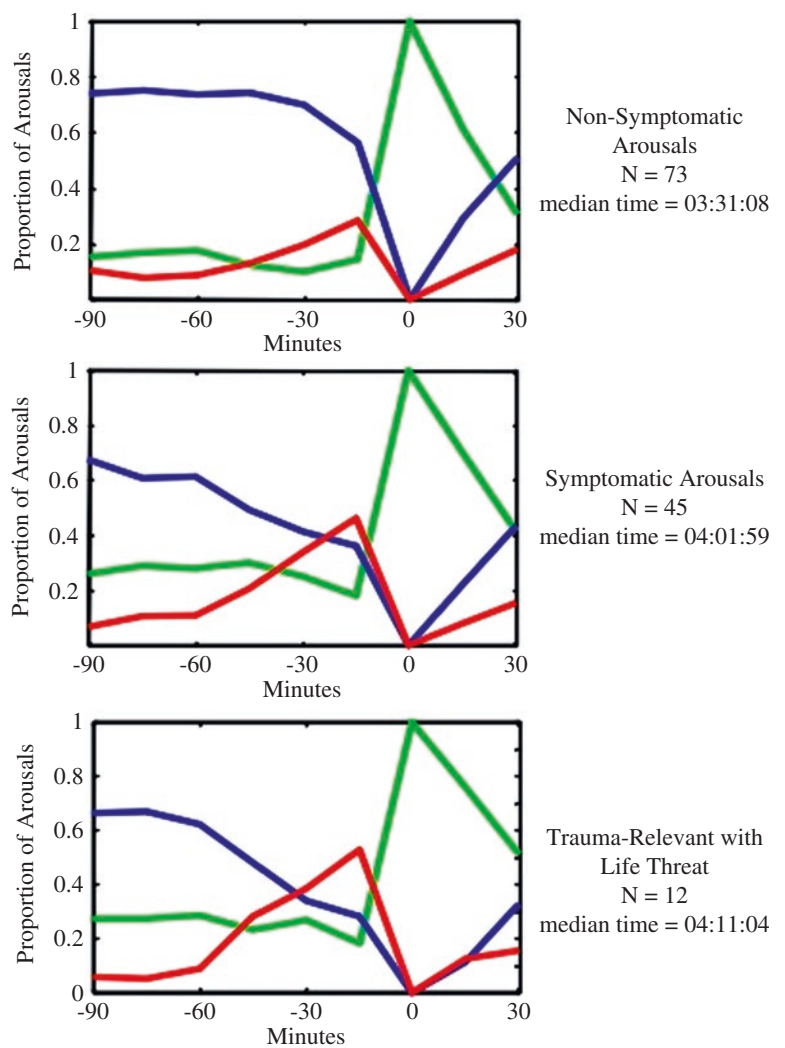 Proportion of Arousals
1
0.8
0.6
0.4
0.2
-90 -60 -30 0 30
Minutes
Non-Symptomatic
Arousals
N = 73
median time = 03:31:08
Proportion of Arousals
1
0.8
0.6
0.4
0.2
-90 -60 -30 0 30
Minutes
Symptomatic Arousals
N = 45
median time = 04:01:59
Proportion of Arousals
1
0.8
0.6
0.4
0.2
0
-90 -60 -30 0 30
Minutes
Trauma-Relevant with
Life Threat
N = 12
median time = 04:11:04